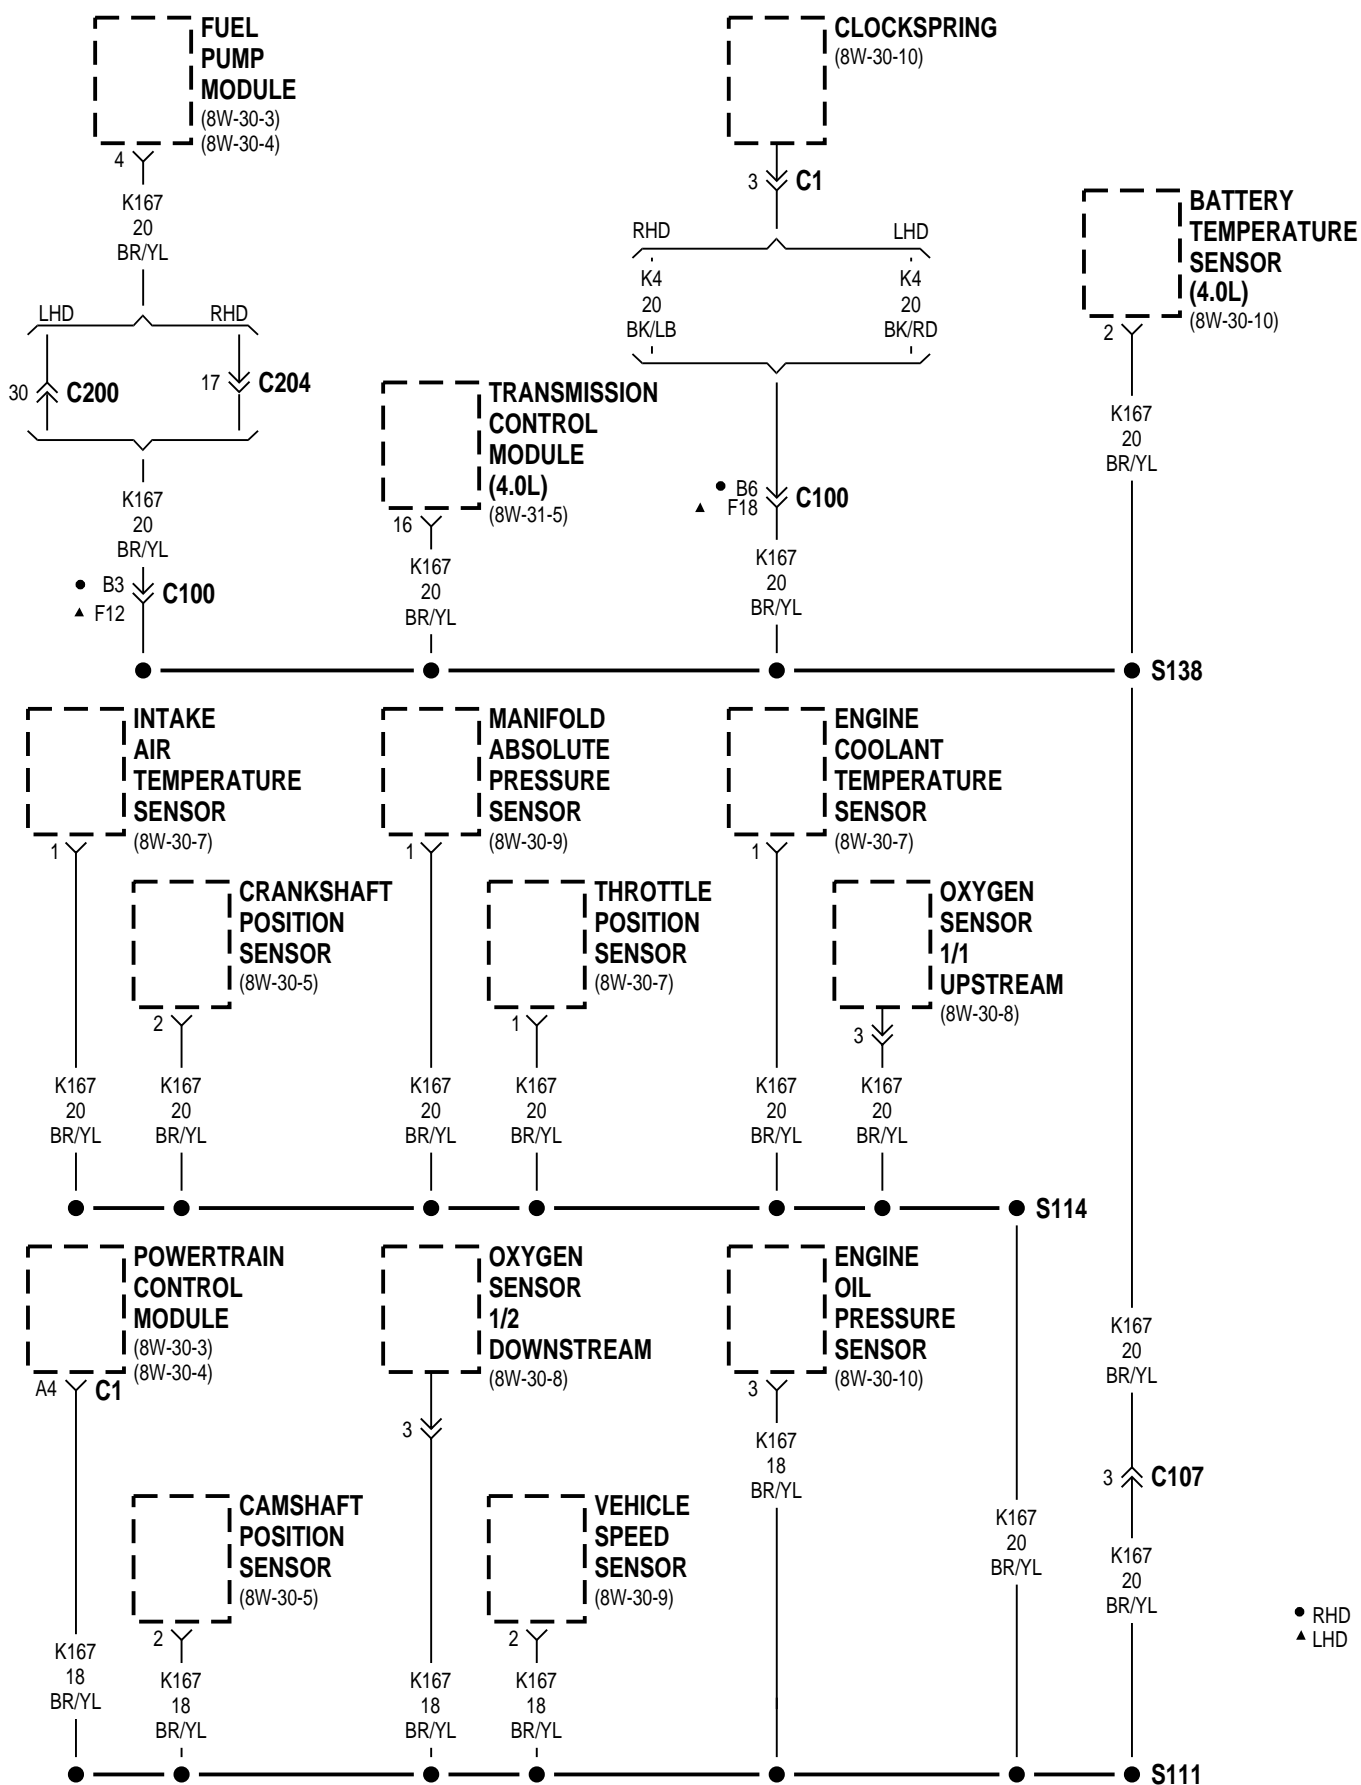 FUEL
PUMP
MODULE
(8W-30-3)
(8W-30-4)
4
K167
20
BR/YL
LHD
RHD
30
C200
17
C204
K167
20
BR/YL
● B3
▲ F12
C100
CLOCKSPRING
(8W-30-10)
3
C1
RHD
LHD
K4
20
BK/LB
K4
20
BK/RD
● B6
▲ F18
C100
K167
20
BR/YL
TRANSMISSION
CONTROL
MODULE
(4.0L)
(8W-31-5)
16
K167
20
BR/YL
BATTERY
TEMPERATURE
SENSOR
(4.0L)
(8W-30-10)
2
K167
20
BR/YL
S138
INTAKE
AIR
TEMPERATURE
SENSOR
(8W-30-7)
1
K167
20
BR/YL
CRANKSHAFT
POSITION
SENSOR
(8W-30-5)
2
K167
20
BR/YL
MANIFOLD
ABSOLUTE
PRESSURE
SENSOR
(8W-30-9)
1
K167
20
BR/YL
THROTTLE
POSITION
SENSOR
(8W-30-7)
1
K167
20
BR/YL
ENGINE
COOLANT
TEMPERATURE
SENSOR
(8W-30-7)
1
K167
20
BR/YL
OXYGEN
SENSOR
1/1
UPSTREAM
(8W-30-8)
3
K167
20
BR/YL
S114
POWERTRAIN
CONTROL
MODULE
(8W-30-3)
(8W-30-4)
A4
C1
K167
18
BR/YL
CAMSHAFT
POSITION
SENSOR
(8W-30-5)
2
K167
18
BR/YL
OXYGEN
SENSOR
1/2
DOWNSTREAM
(8W-30-8)
3
K167
18
BR/YL
VEHICLE
SPEED
SENSOR
(8W-30-9)
2
K167
18
BR/YL
ENGINE
OIL
PRESSURE
SENSOR
(8W-30-10)
3
K167
18
BR/YL
K167
20
BR/YL
K167
20
BR/YL
3
C107
K167
20
BR/YL
● RHD
▲ LHD
S111